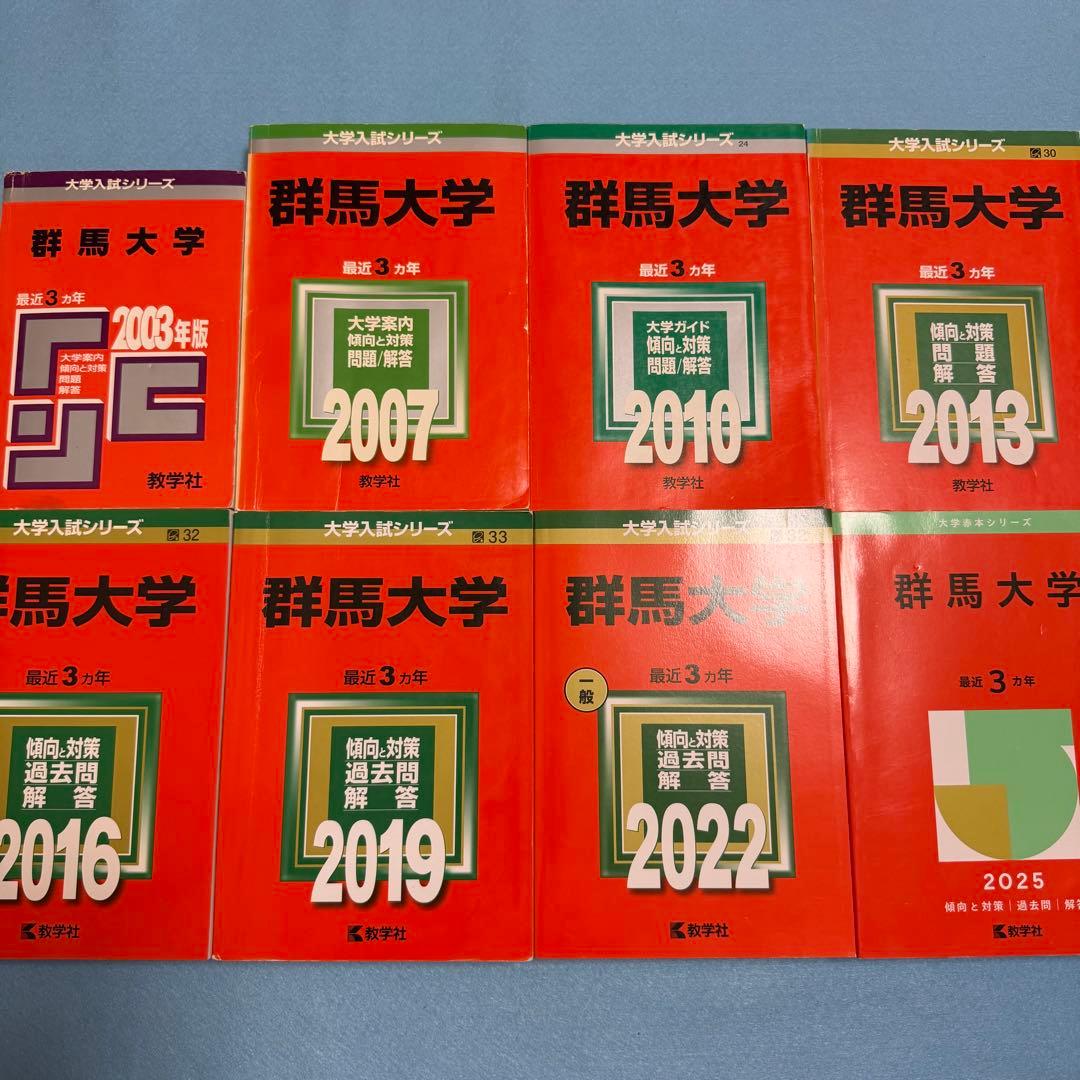 大学入試シリーズ
群馬大学
最近3カ年
2003年版
大学案内
傾向と対策
問題
解答
教学社
大学入試シリーズ
群馬大学
最近3カ年
大学案内
傾向と対策
問題/解答
2007
教学社
大学入試シリーズ
24
群馬大学
最近3カ年
大学ガイド
傾向と対策
問題/解答
2010
教学社
大学入試シリーズ
30
群馬大学
最近3カ年
傾向と対策
問題
解答
2013
教学社
大学入試シリーズ
32
群馬大学
最近3カ年
傾向と対策
過去問
解答
2016
教学社
大学入試シリーズ
33
群馬大学
最近3カ年
傾向と対策
過去問
解答
2019
教学社
大学入試シリーズ
群馬大学
一般
最近3カ年
傾向と対策
過去問
解答
2022
教学社
大学赤本シリーズ
群馬大学
最近3カ年
2025
傾向と対策|過去問|解答
教学社